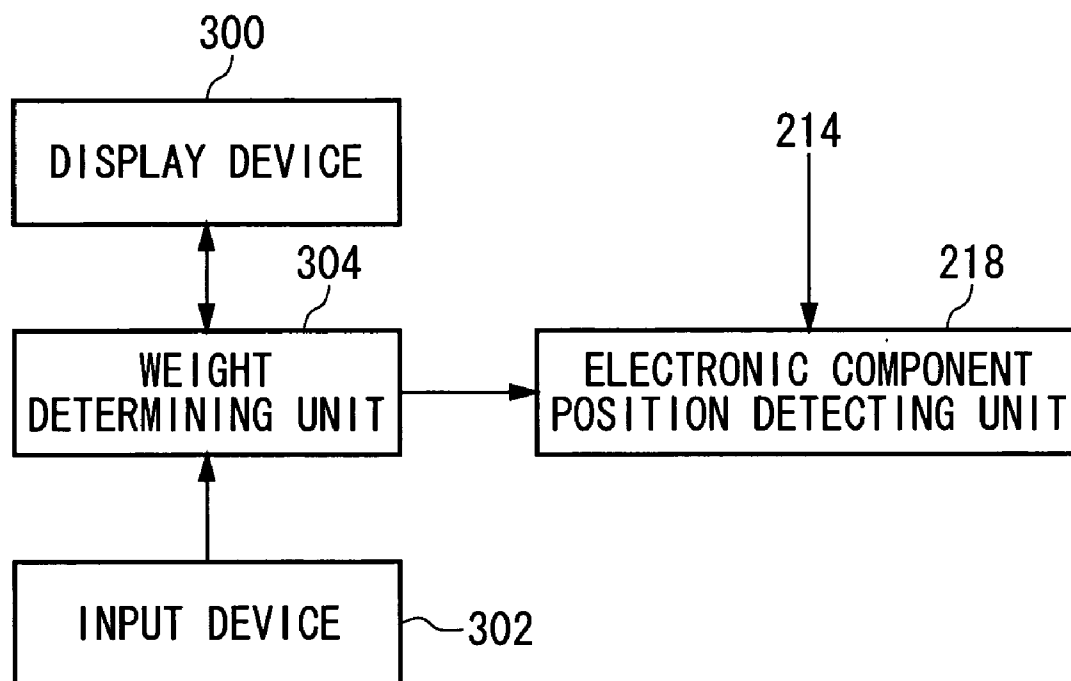 300
DISPLAY DEVICE
214
304
218
WEIGHT
DETERMINING UNIT
ELECTRONIC COMPONENT
POSITION DETECTING UNIT
INPUT DEVICE
302